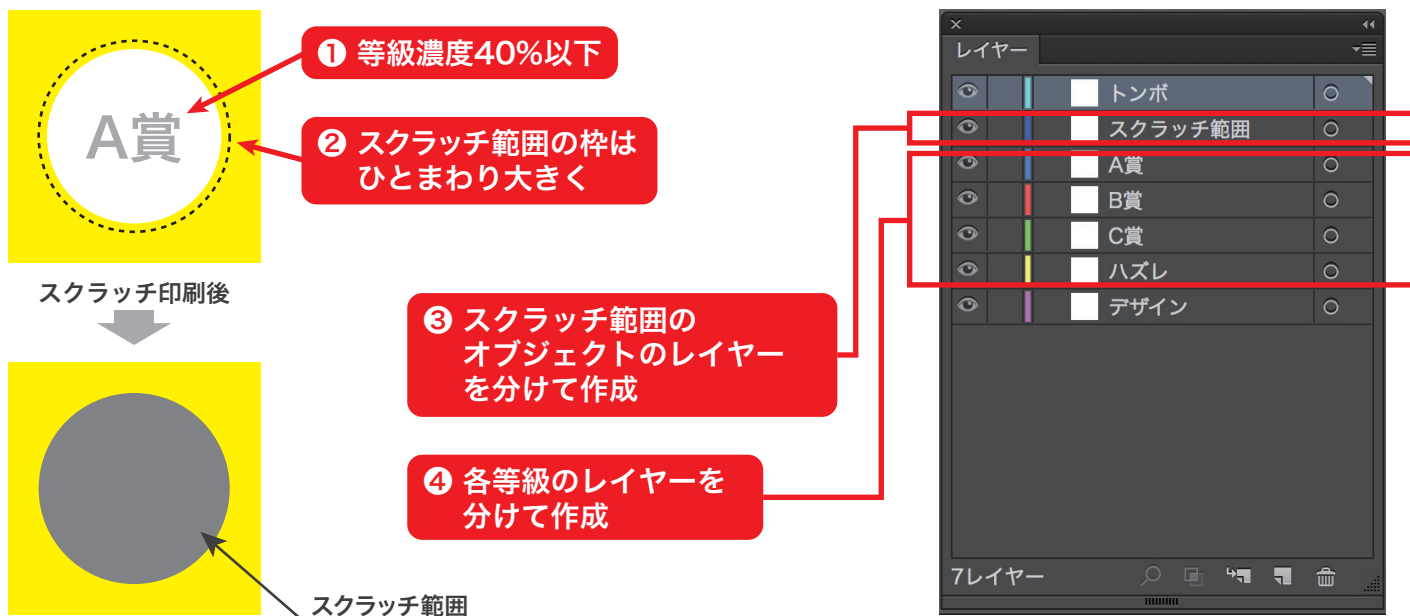 ❶ 等級濃度40%以下
A賞
❷ スクラッチ範囲の枠は
ひとまわり大きく
スクラッチ印刷後
❸ スクラッチ範囲の
オブジェクトのレイヤー
を分けて作成
❹ 各等級のレイヤーを
分けて作成
スクラッチ範囲
レイヤー
トンボ
スクラッチ範囲
A賞
B賞
C賞
ハズレ
デザイン
7レイヤー